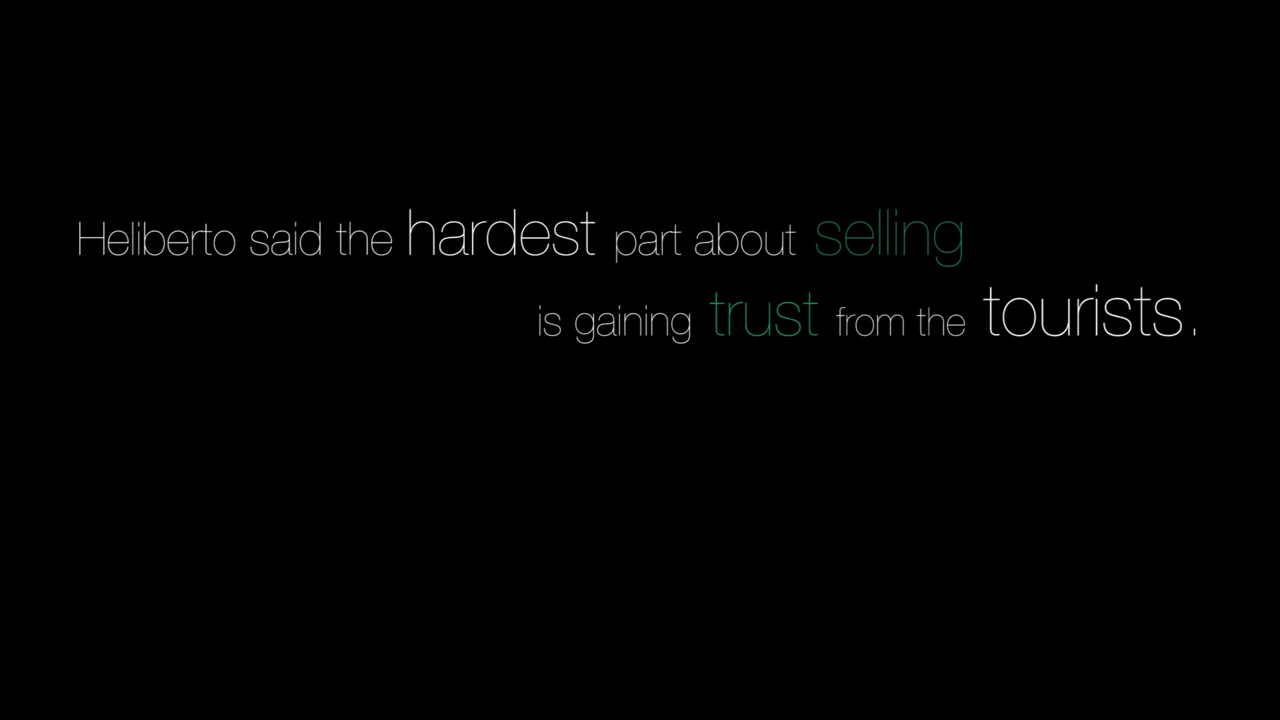 Heliberto said the hardest part about selling
is gaining trust from the tourists.